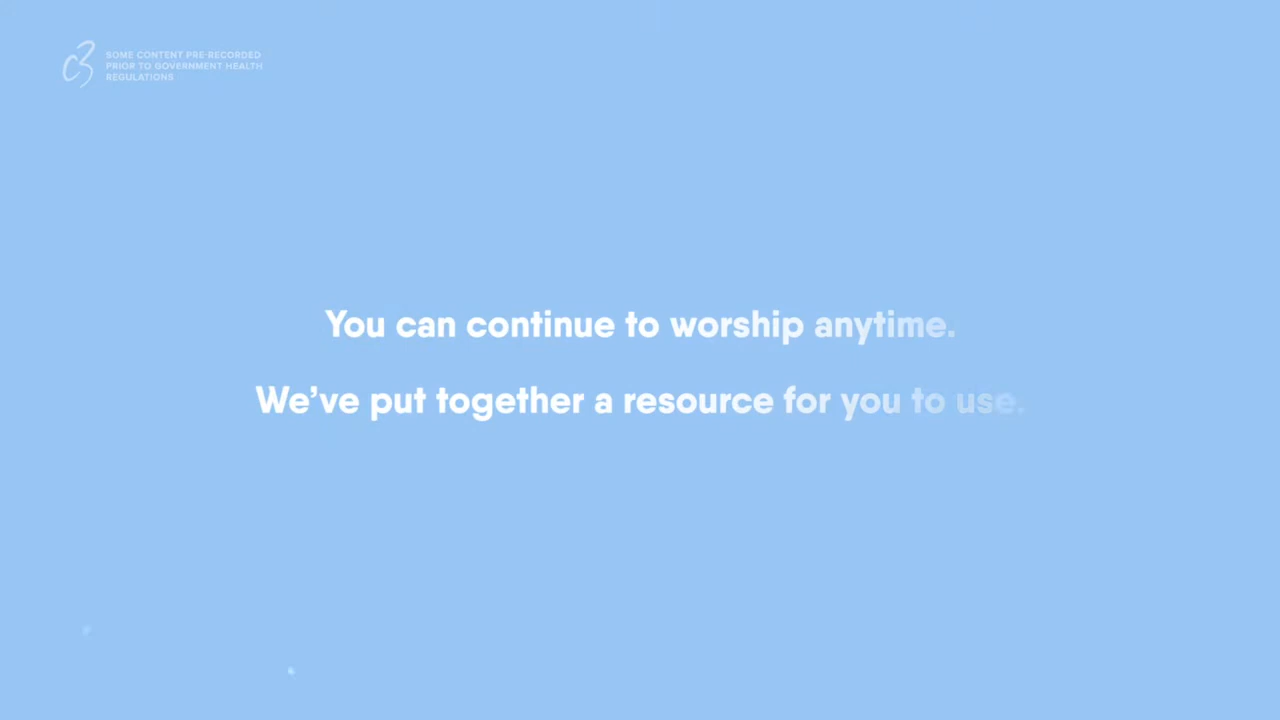 C3
SOME CONTENT PRE-RECORDED
PRIOR TO GOVERNMENT HEALTH
REGULATIONS
You can continue to worship anytime.
We’ve put together a resource for you to use.